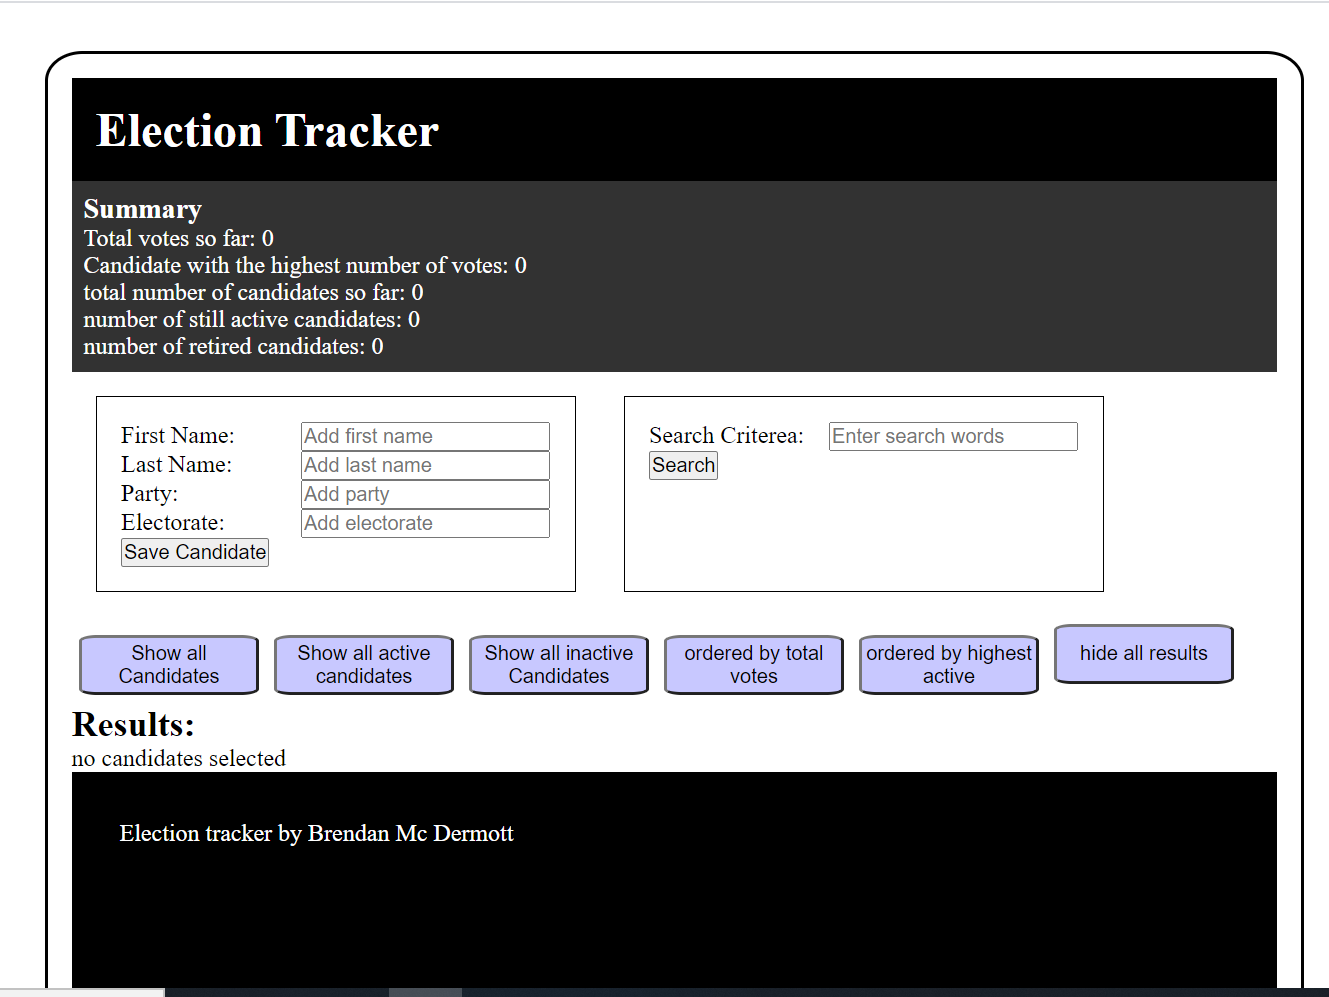 Election Tracker
Summary
Total votes so far: 0
Candidate with the highest number of votes: 0
total number of candidates so far: 0
number of still active candidates: 0
number of retired candidates: 0
First Name: Add first name
Last Name: Add last name
Party: Add party
Electorate: Add electorate
Save Candidate
Search Criterea: Enter search words
Search
Show all
Candidates
Show all active
candidates
Show all inactive
Candidates
ordered by total
votes
ordered by highest
active
hide all results
Results:
no candidates selected
Election tracker by Brendan Mc Dermott